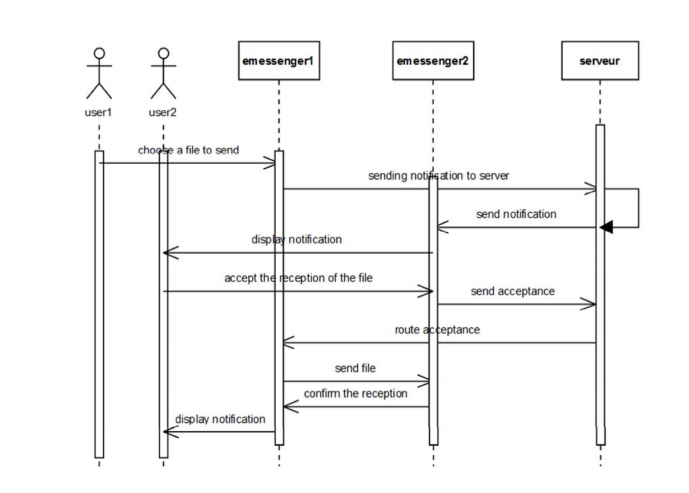 emessenger1
emessenger2
serveur
user1
user2
choose a file to send
sending notification to server
send notification
display notification
accept the reception of the file
send acceptance
route acceptance
send file
confirm the reception
display notification